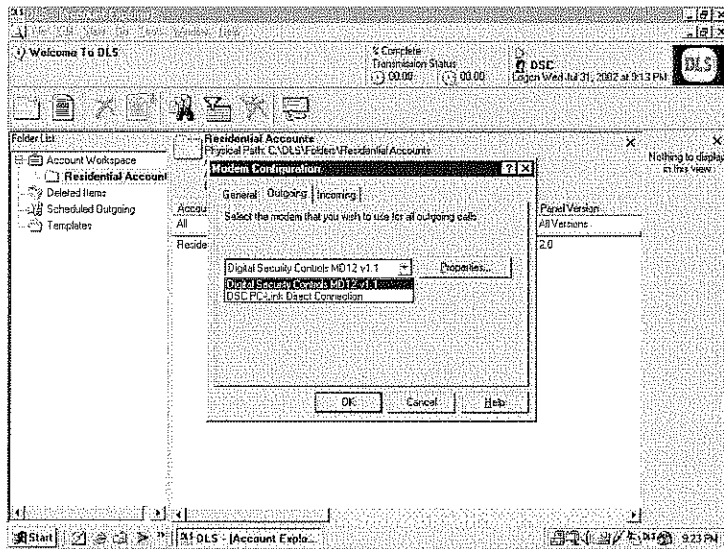 Welcome To DLS
% Complete
Transmission Status
00:00 00:00
DSC
Logon Wed Jul 31, 2002 at 9:13 PM
DLS
Folder List
Account Workspace
Residential Account
Deleted Items
Scheduled Outgoing
Templates
Residential Accounts
Physical Path: C:\DLS\Folders\Residential Accounts
Nothing to display in this view
Accou
All
Reside
Panel Version
All Versions
2.0
Modem Configuration
General Outgoing Incoming
Select the modem that you wish to use for all outgoing calls
Digital Security Controls MD12 v1.1
Properties...
Digital Security Controls MD12 v1.1
DSC PC-Link Direct Connection
OK Cancel Help
Start
DLS - [Account Explo...
9:23 PM